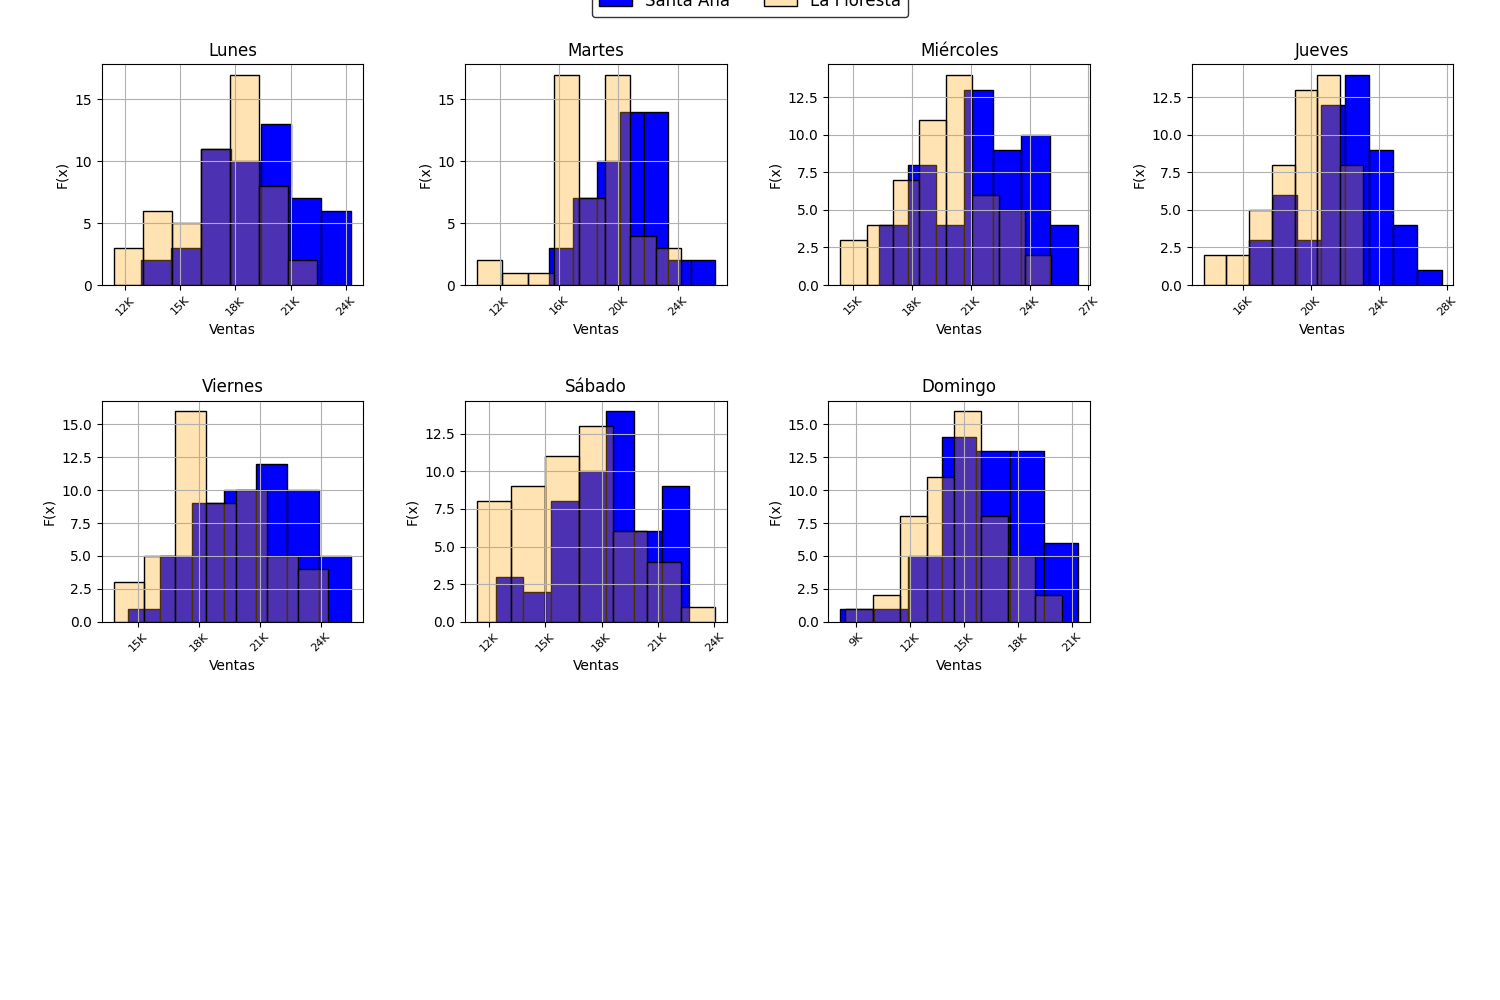 Santa Ana La Floresta
Lunes Martes Miércoles Jueves
F(x) 15 10 5 0
12K 15K 18K 21K 24K
Ventas
F(x) 15 10 5 0
12K 16K 20K 24K
Ventas
F(x) 12.5 10.0 7.5 5.0 2.5 0.0
15K 18K 21K 24K 27K
Ventas
F(x) 12.5 10.0 7.5 5.0 2.5 0.0
16K 20K 24K 28K
Ventas
Viernes Sábado Domingo
F(x) 15.0 12.5 10.0 7.5 5.0 2.5 0.0
15K 18K 21K 24K
Ventas
F(x) 12.5 10.0 7.5 5.0 2.5 0.0
12K 15K 18K 21K 24K
Ventas
F(x) 15.0 12.5 10.0 7.5 5.0 2.5 0.0
9K 12K 15K 18K 21K
Ventas